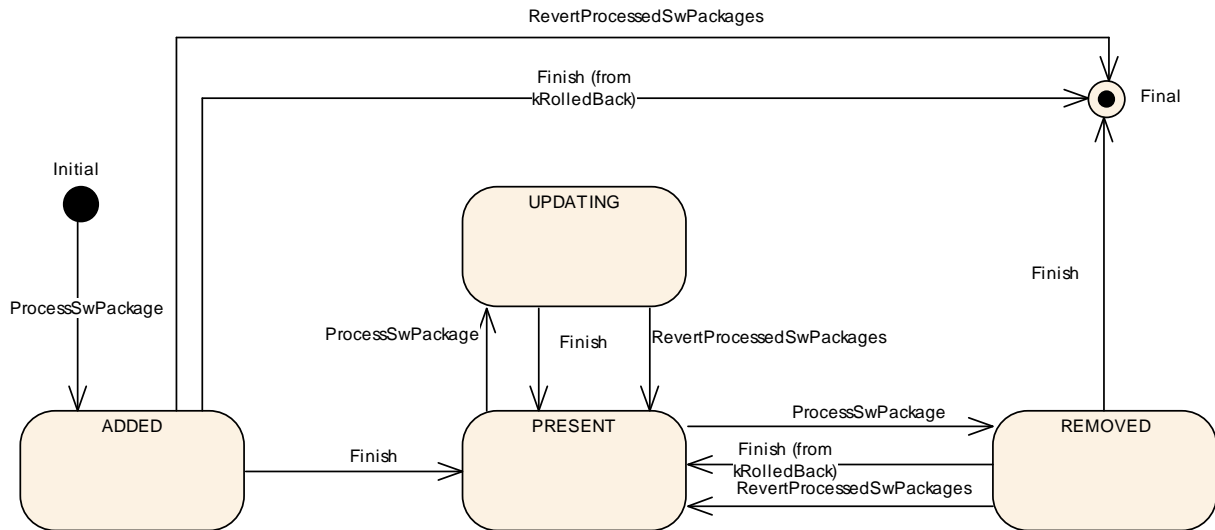 RevertProcessedSwPackages
Finish (from
kRolledBack)
Final
Initial
UPDATING
Finish
ProcessSwPackage
ProcessSwPackage
Finish
RevertProcessedSwPackages
ADDED
PRESENT
ProcessSwPackage
REMOVED
Finish
Finish (from
kRolledBack)
RevertProcessedSwPackages